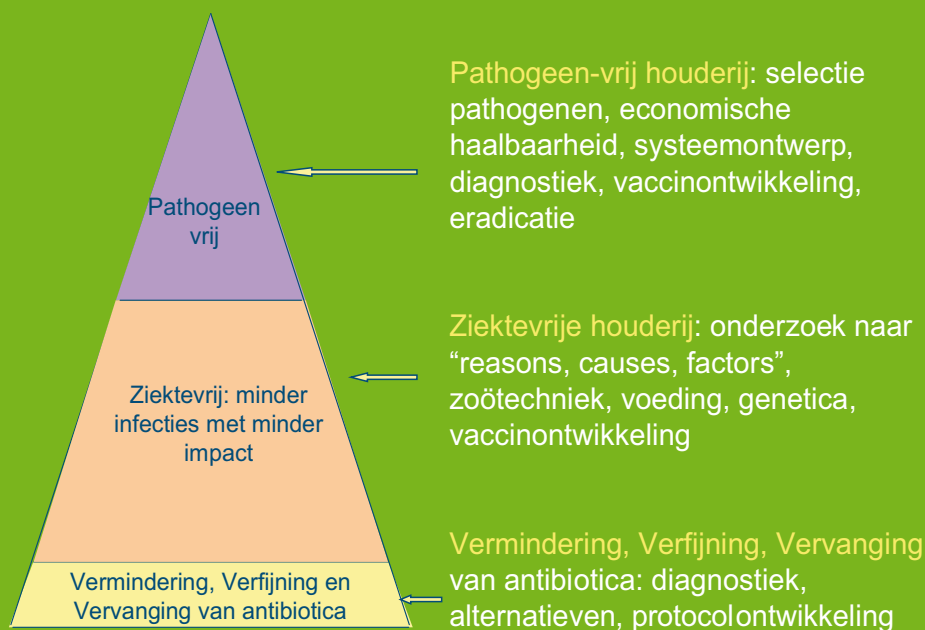 Pathogeen
vrij
Pathogeen-vrij houderij: selectie
pathogenen, economische
haalbaarheid, systeemontwerp,
diagnostiek, vaccinontwikkeling,
eradicatie
Ziektevrij: minder
infecties met minder
impact
Ziektevrije houderij: onderzoek naar
“reasons, causes, factors”,
zoötechniek, voeding, genetica,
vaccinontwikkeling
Vermindering, Verfijning en
Vervanging van antibiotica
Vermindering, Verfijning, Vervanging
van antibiotica: diagnostiek,
alternatieven, protocolontwikkeling